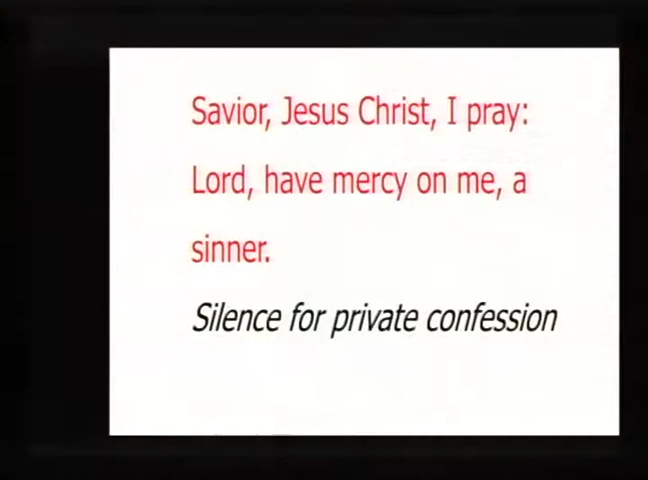 Savior, Jesus Christ, I pray:
Lord, have mercy on me, a
sinner.
Silence for private confession